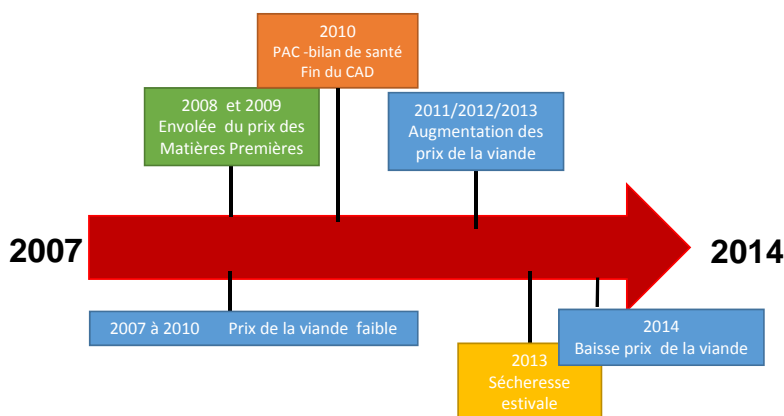 2010
PAC -bilan de santé
Fin du CAD
2008 et 2009
Envolée du prix des
Matières Premières
2011/2012/2013
Augmentation des
prix de la viande
2007
2014
2007 à 2010 Prix de la viande faible
2014
Baisse prix de la viande
2013
Sécheresse
estivale